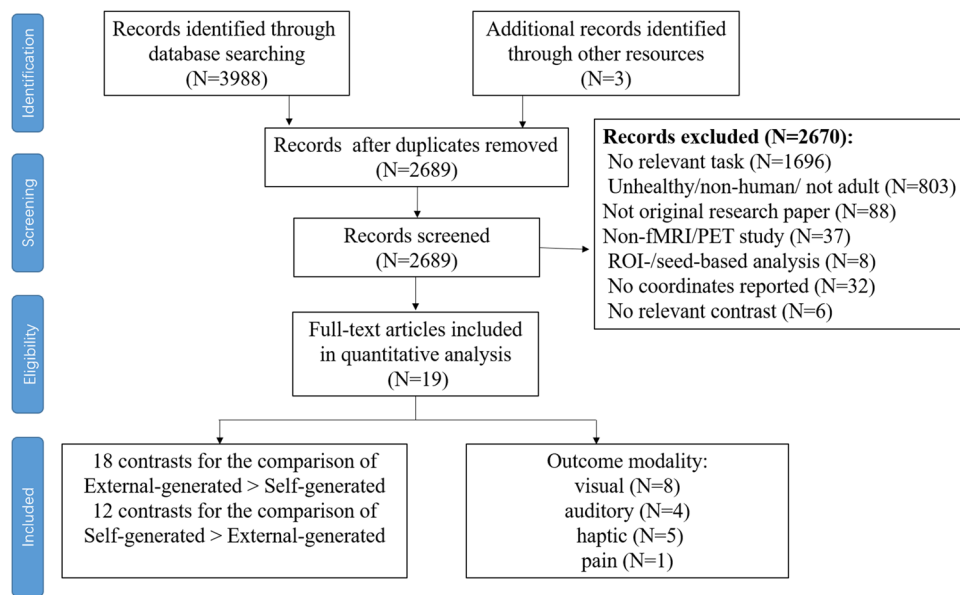 Identification
Records identified through
database searching
(N=3988)
Additional records identified
through other resources
(N=3)
Records after duplicates removed
(N=2689)
Screening
Records screened
(N=2689)
Records excluded (N=2670):
No relevant task (N=1696)
Unhealthy/non-human/ not adult (N=803)
Not original research paper (N=88)
Non-fMRI/PET study (N=37)
ROI-/seed-based analysis (N=8)
No coordinates reported (N=32)
No relevant contrast (N=6)
Eligibility
Full-text articles included
in quantitative analysis
(N=19)
Included
18 contrasts for the comparison of
External-generated > Self-generated
12 contrasts for the comparison of
Self-generated > External-generated
Outcome modality:
visual (N=8)
auditory (N=4)
haptic (N=5)
pain (N=1)